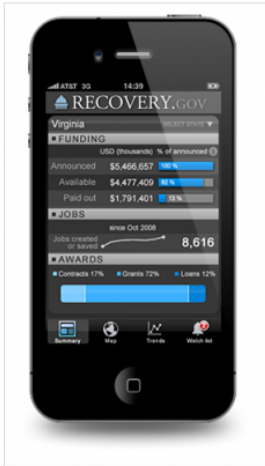 AT&T 3G 14:39
RECOVERY.GOV
Virginia SELECT STATE ▼
FUNDING
USD (thousands) % of announced
Announced $5,466,657 100 %
Available $4,477,409 82 %
Paid out $1,791,401 13 %
JOBS
since Oct 2008
Jobs created
or saved 8,616
AWARDS
Contracts 17% Grants 72% Loans 12%
Summary Map Trends Watch list